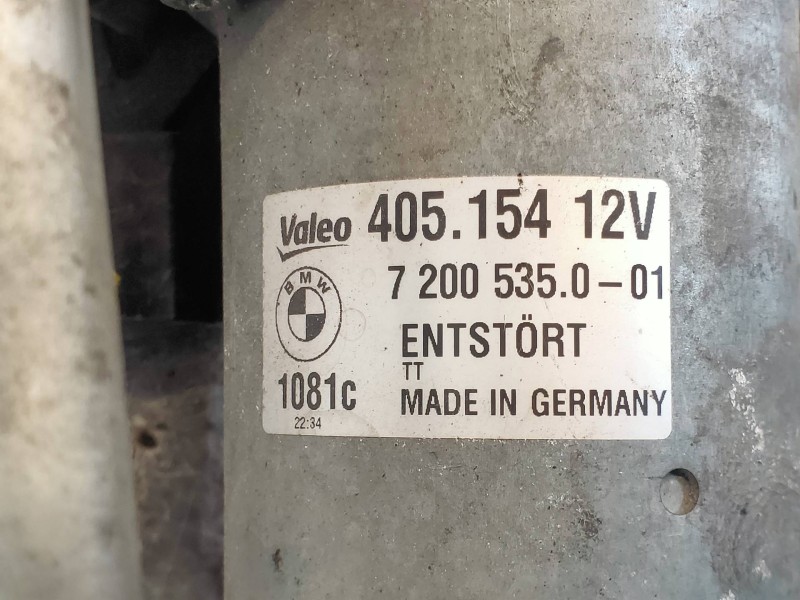 Valeo 405.154 12V
7 200 535.0-01
BMW
ENTSTÖRT
TT
1081c MADE IN GERMANY
22:34